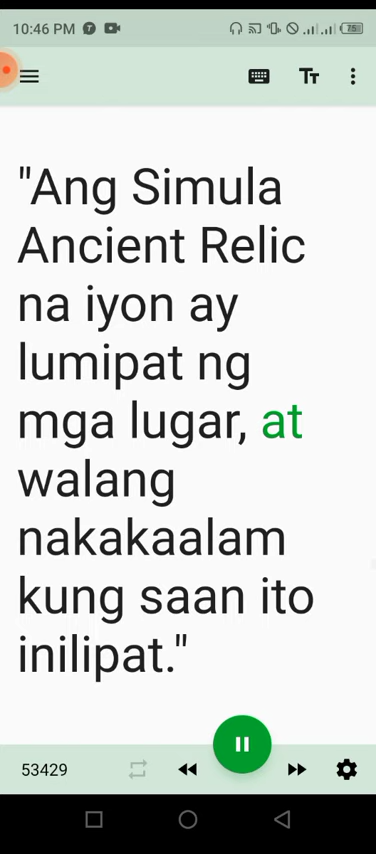 10:46 PM
75
"Ang Simula
Ancient Relic
na iyon ay
lumipat ng
mga lugar, at
walang
nakakaalam
kung saan ito
inilipat."
53429